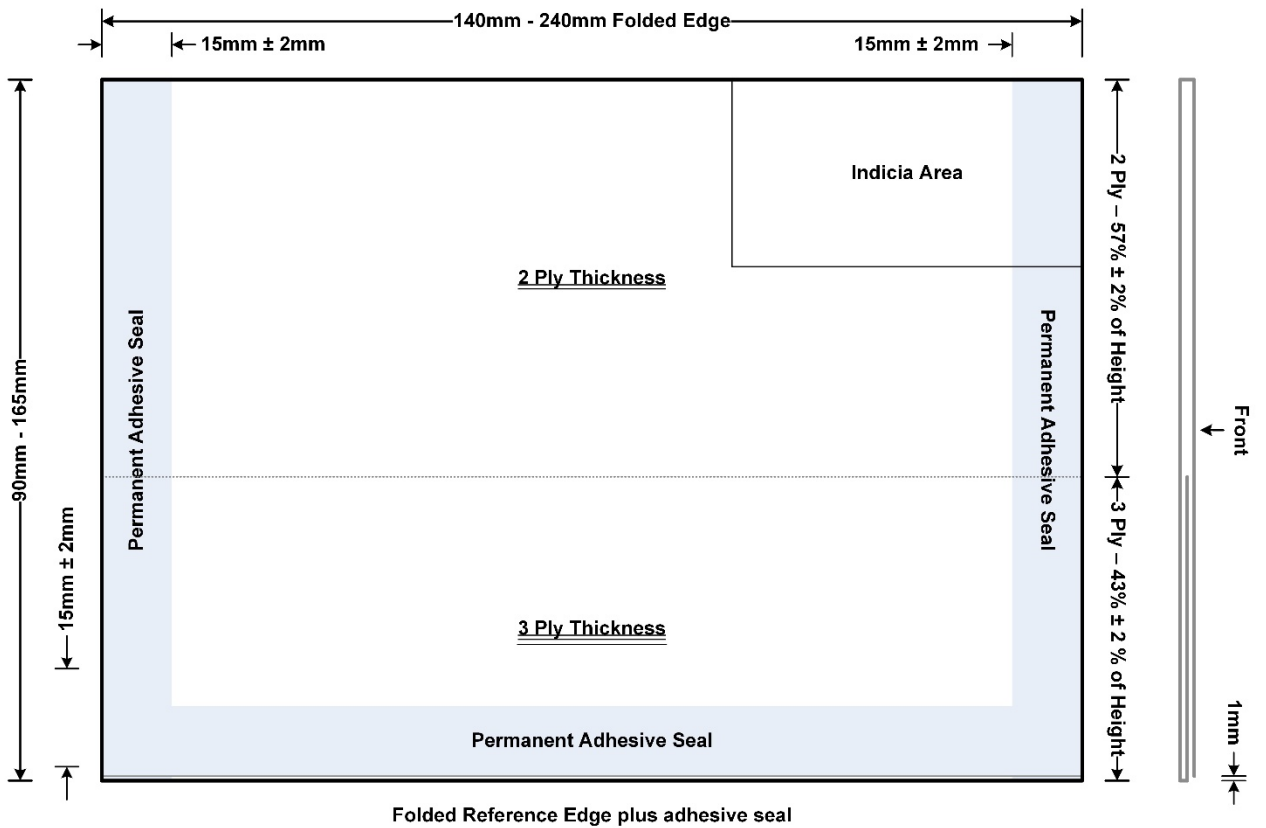 140mm - 240mm Folded Edge
15mm ± 2mm
15mm ± 2mm
Indicia Area
2 Ply – 57% ± 2% of Height
2 Ply Thickness
Permanent Adhesive Seal
Permanent Adhesive Seal
90mm - 165mm
Front
15mm ± 2mm
3 Ply – 43% ± 2 % of Height
3 Ply Thickness
1mm
Permanent Adhesive Seal
Folded Reference Edge plus adhesive seal